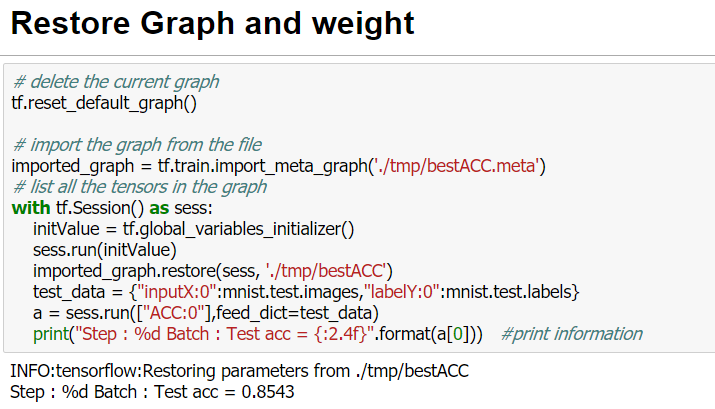 Restore Graph and weight
# delete the current graph
tf.reset_default_graph()
# import the graph from the file
imported_graph = tf.train.import_meta_graph('./tmp/bestACC.meta')
# list all the tensors in the graph
with tf.Session() as sess:
initValue = tf.global_variables_initializer()
sess.run(initValue)
imported_graph.restore(sess, './tmp/bestACC')
test_data = {"inputX:0":mnist.test.images,"labelY:0":mnist.test.labels}
a = sess.run(["ACC:0"],feed_dict=test_data)
print("Step : %d Batch : Test acc = {:2.4f}".format(a[0])) #print information
INFO:tensorflow:Restoring parameters from ./tmp/bestACC
Step : %d Batch : Test acc = 0.8543